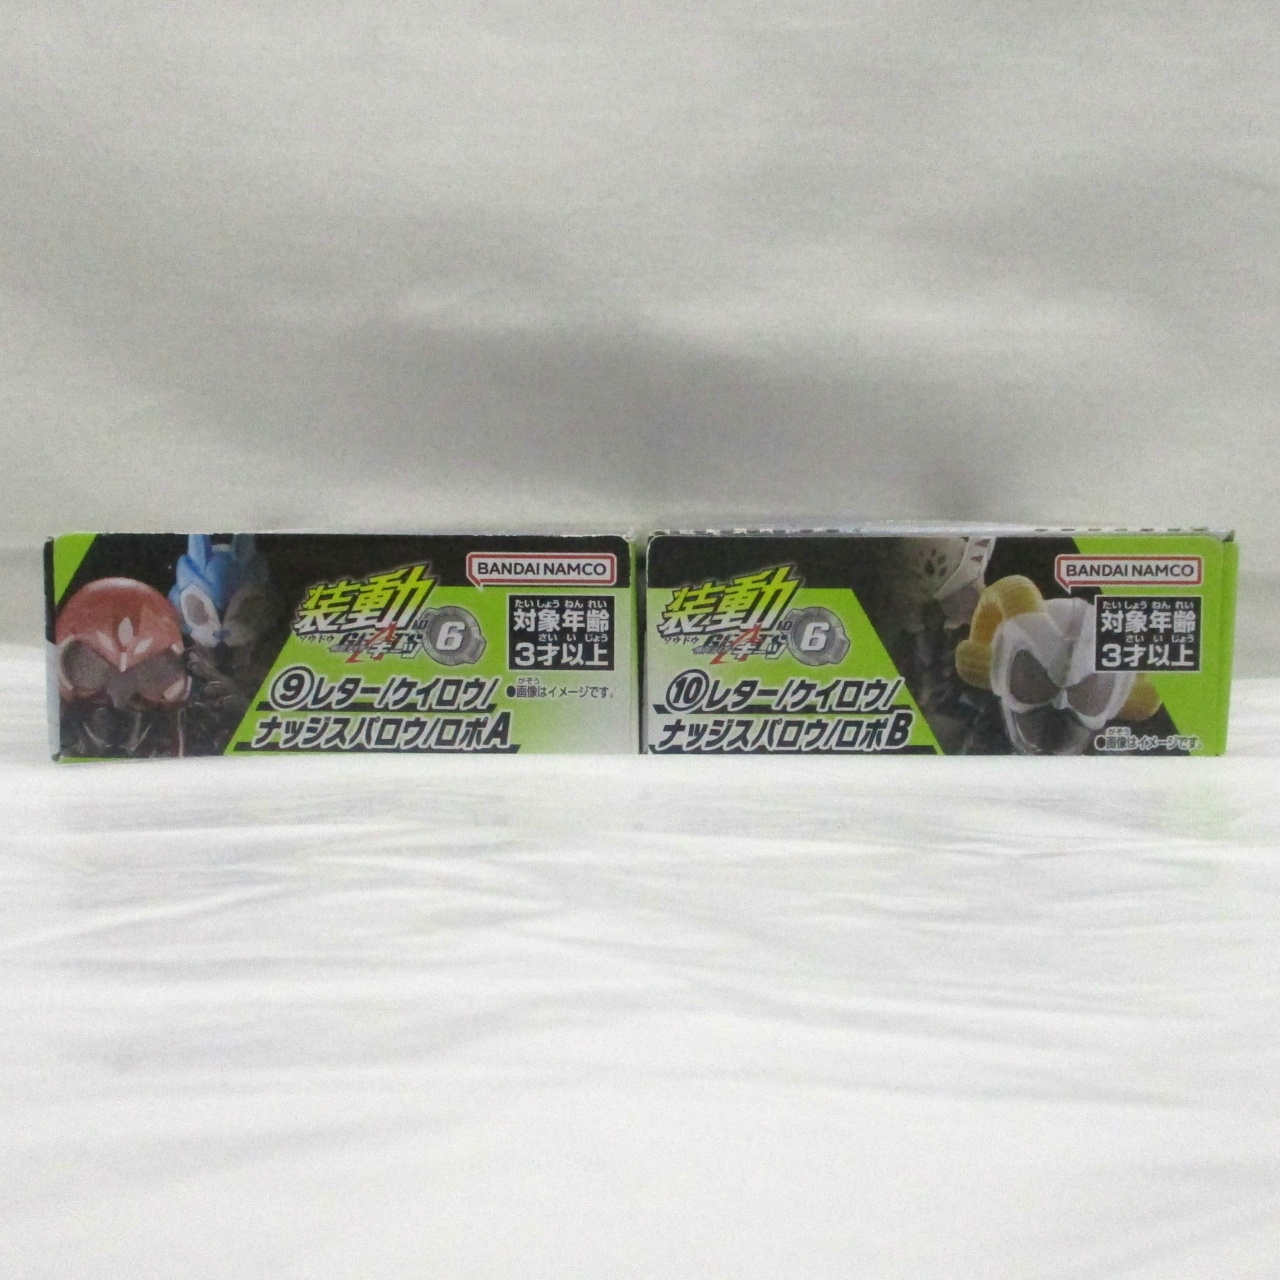 BANDAI NAMCO
装動
ソウドウ
ID
6
たい しょう ねん れい
対象年齢
さい い じょう
3才以上
⑨レター/ケイロウ/
ナッジスパロウ/ロポA
がぞう
●画像はイメージです。
BANDAI NAMCO
装動
ソウドウ
ID
6
たい しょう ねん れい
対象年齢
さい い じょう
3才以上
⑩レター/ケイロウ/
ナッジスパロウ/ロポB
がぞう
●画像はイメージです。